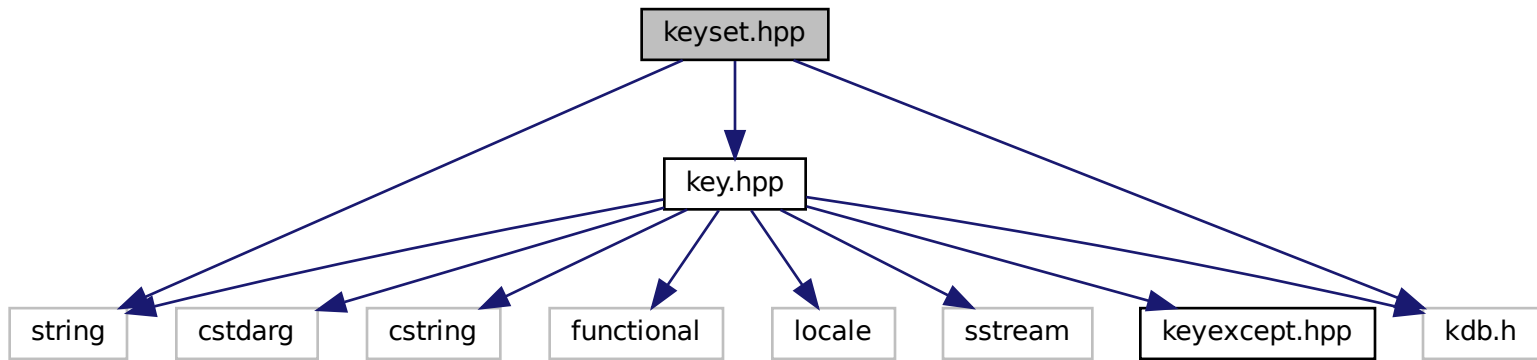 keyset.hpp
key.hpp
string
cstdarg
cstring
functional
locale
sstream
keyexcept.hpp
kdb.h